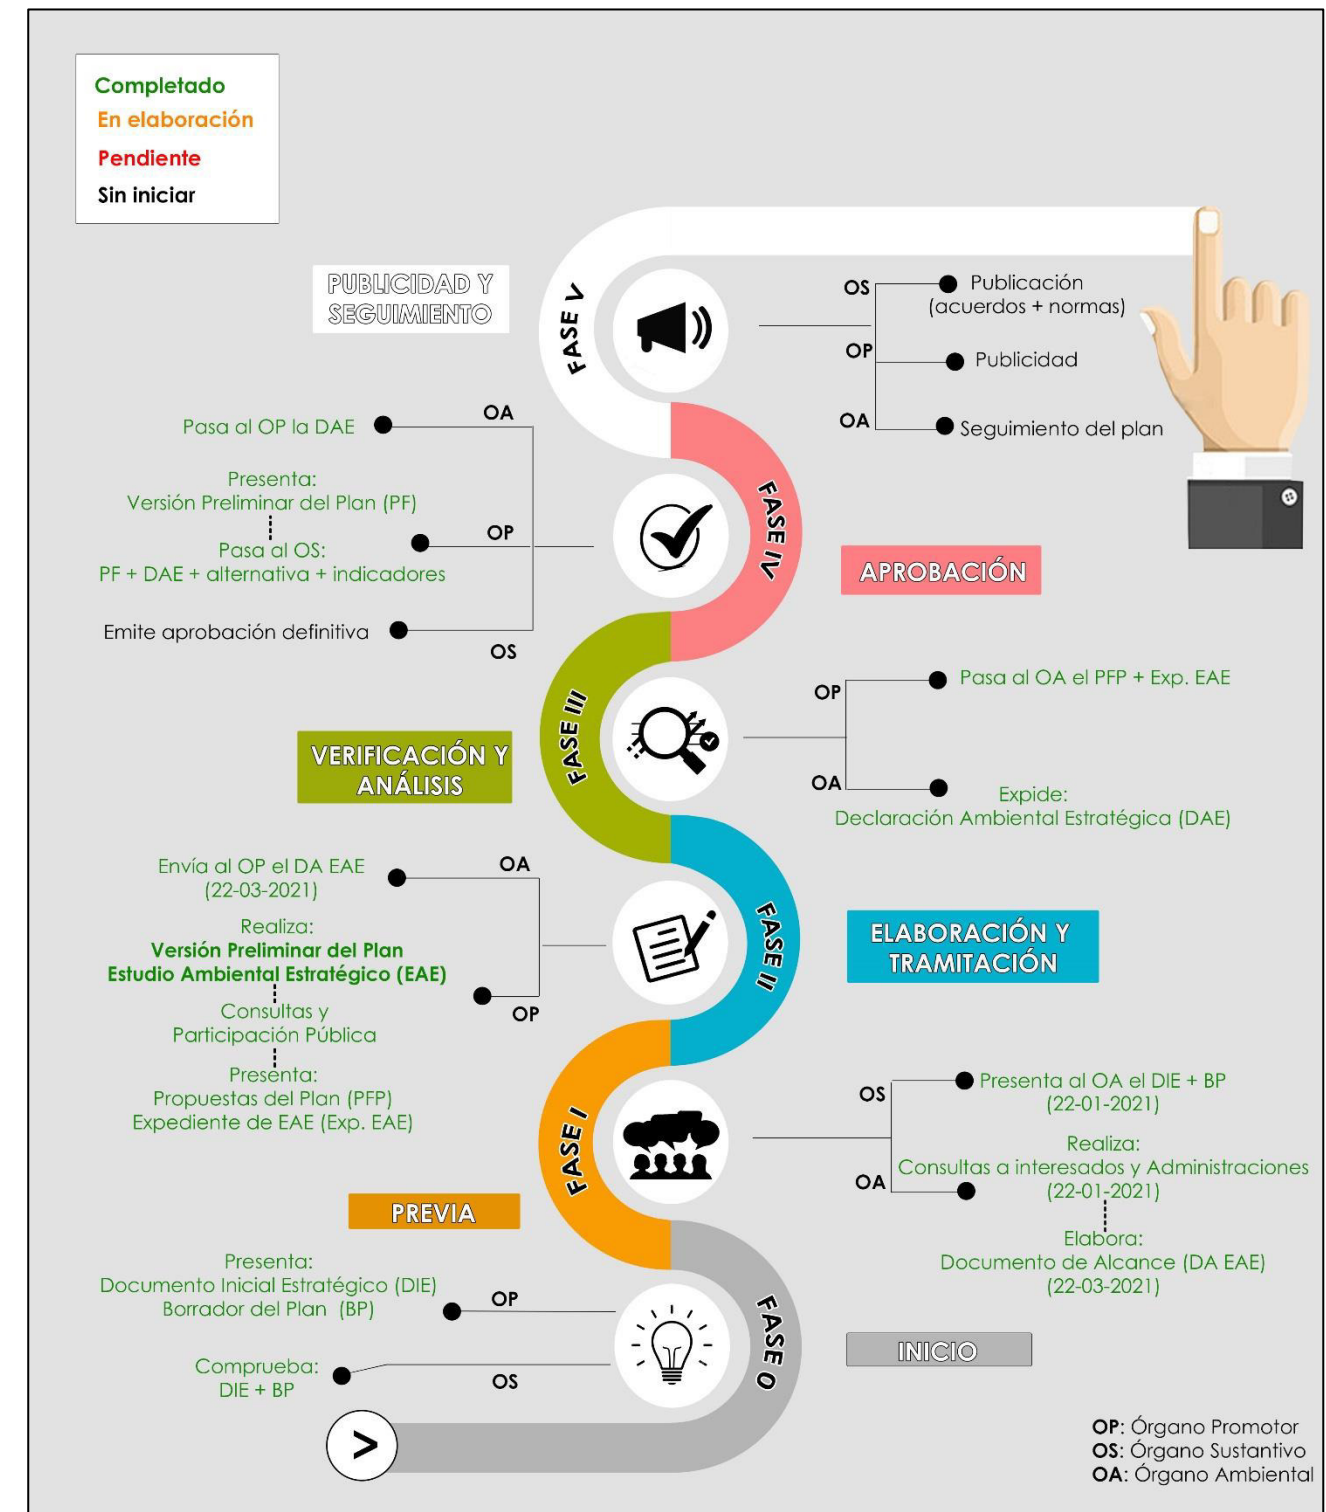 Completado
En elaboración
Pendiente
Sin iniciar
PUBLICIDAD Y
SEGUIMIENTO
FASE V
OS
Publicación
(acuerdos + normas)
OP
Publicidad
OA
Seguimiento del plan
OA
Pasa al OP la DAE
Presenta:
Versión Preliminar del Plan (PF)
OP
Pasa al OS:
PF + DAE + alternativa + indicadores
Emite aprobación definitiva
OS
FASE IV
APROBACIÓN
FASE III
VERIFICACIÓN Y
ANÁLISIS
OP
Pasa al OA el PFP + Exp. EAE
OA
Expide:
Declaración Ambiental Estratégica (DAE)
Envía al OP el DA EAE
(22-03-2021)
OA
Realiza:
Versión Preliminar del Plan
Estudio Ambiental Estratégico (EAE)
OP
Consultas y
Participación Pública
Presenta:
Propuestas del Plan (PFP)
Expediente de EAE (Exp. EAE)
FASE II
ELABORACIÓN Y
TRAMITACIÓN
FASE I
PREVIA
OS
Presenta al OA el DIE + BP
(22-01-2021)
OA
Realiza:
Consultas a interesados y Administraciones
(22-01-2021)
Elabora:
Documento de Alcance (DA EAE)
(22-03-2021)
Presenta:
Documento Inicial Estratégico (DIE)
Borrador del Plan (BP)
OP
Comprueba:
DIE + BP
OS
FASE 0
INICIO
>
OP: Órgano Promotor
OS: Órgano Sustantivo
OA: Órgano Ambiental